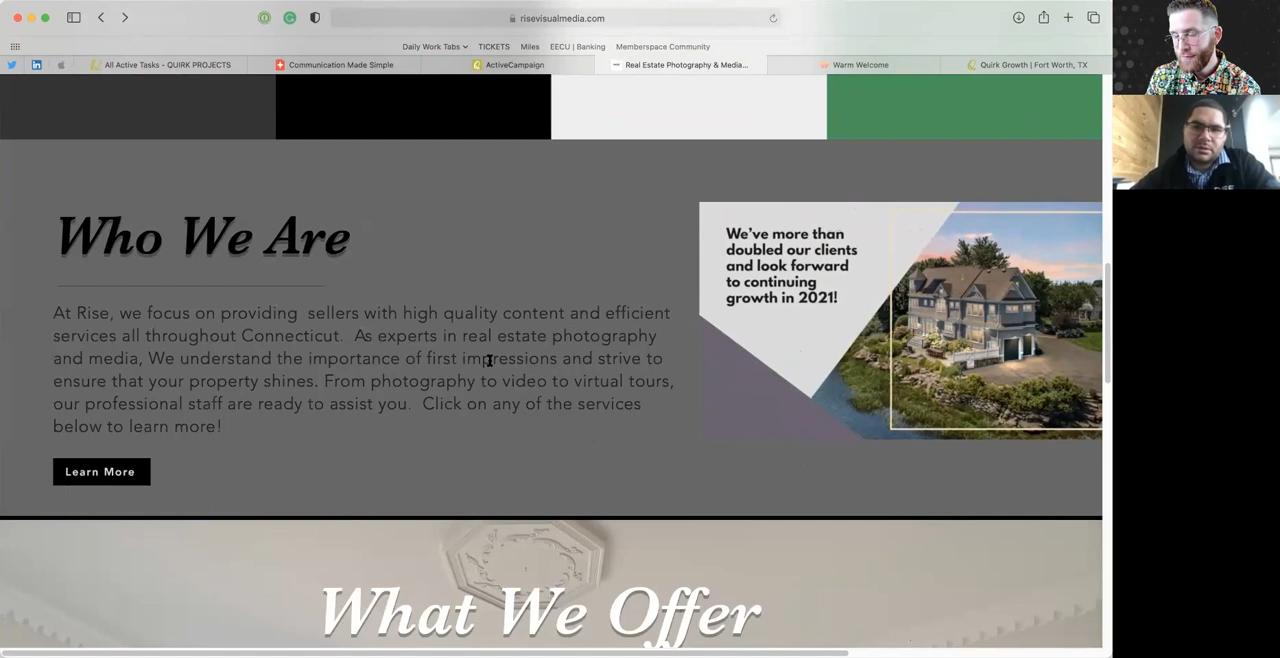 risevisualmedia.com
Daily Work Tabs TICKETS Miles EECU | Banking Memberspace Community
All Active Tasks - QUIRK PROJECTS Communication Made Simple ActiveCampaign Real Estate Photography & Media... Warm Welcome Quirk Growth | Fort Worth, TX
Who We Are
At Rise, we focus on providing  sellers with high quality content and efficient
services all throughout Connecticut.  As experts in real estate photography
and media, We understand the importance of first impressions and strive to
ensure that your property shines. From photography to video to virtual tours,
our professional staff are ready to assist you.  Click on any of the services
below to learn more!
Learn More
We've more than
doubled our clients
and look forward
to continuing
growth in 2021!
What We Offer